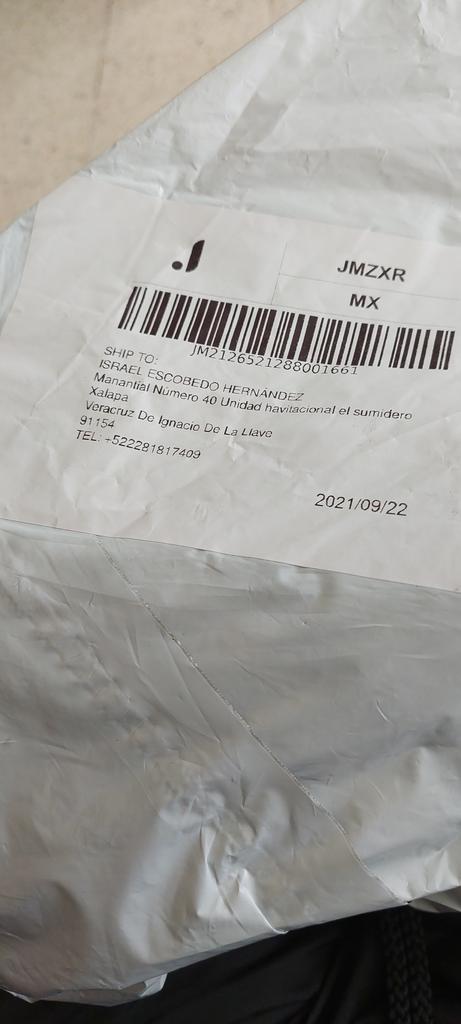 JMZXR
MX
JM2126521288001661
SHIP TO:
ISRAEL ESCOBEDO HERNÁNDEZ
Manantial Número 40 Unidad havitacional el sumidero
Xalapa
Veracruz De Ignacio De La Llave
91154
TEL: +522281817409
2021/09/22